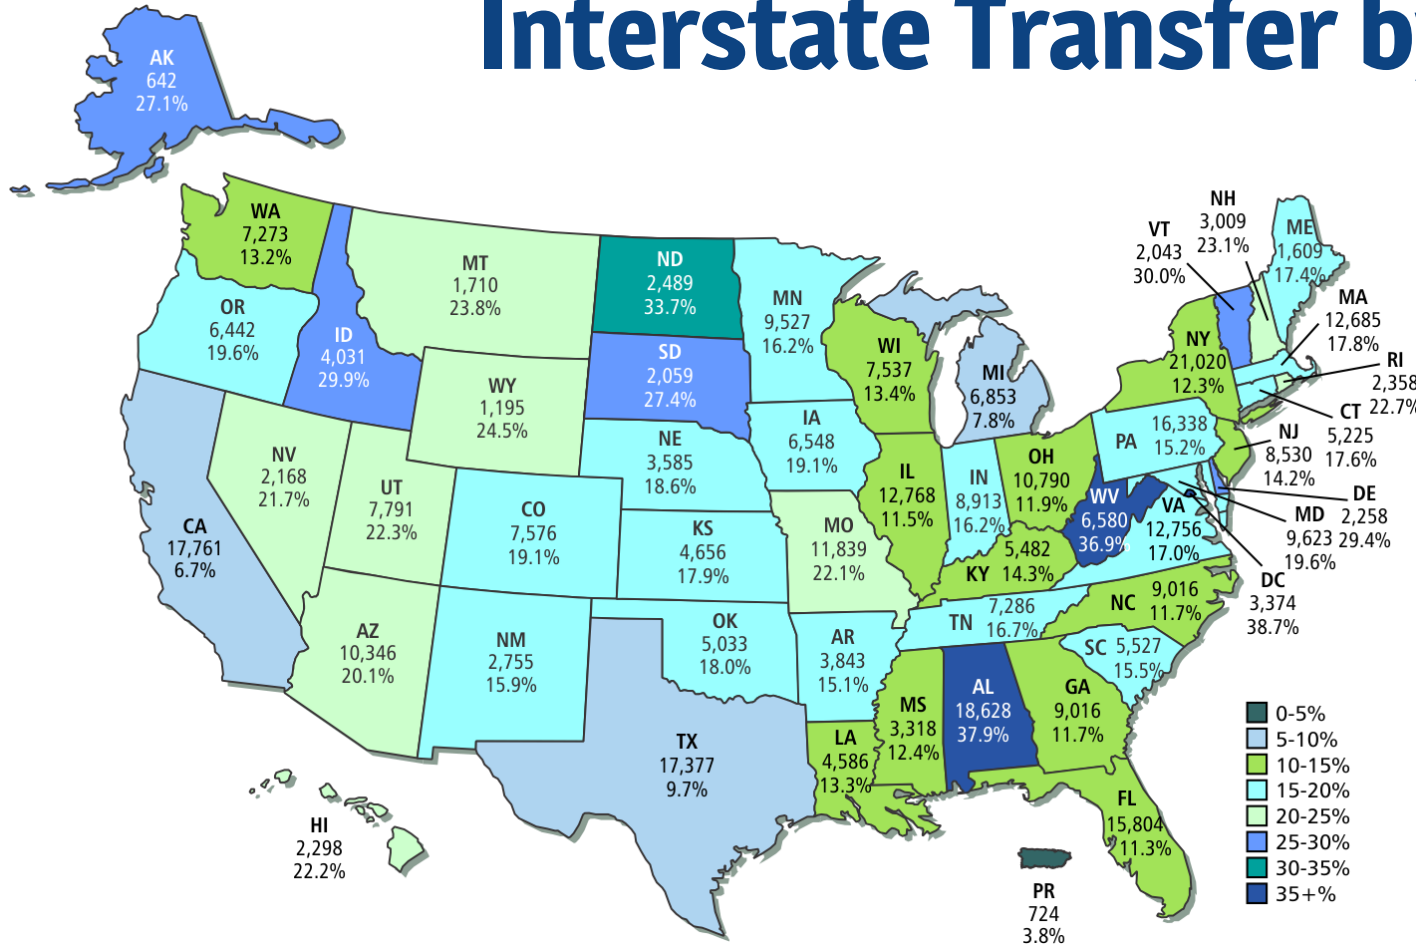 Interstate Transfer by
AK
642
27.1%
WA
7,273
13.2%
OR
6,442
19.6%
ID
4,031
29.9%
MT
1,710
23.8%
WY
1,195
24.5%
ND
2,489
33.7%
SD
2,059
27.4%
NE
3,585
18.6%
MN
9,527
16.2%
IA
6,548
19.1%
WI
7,537
13.4%
MI
6,853
7.8%
NY
21,020
12.3%
VT
2,043
30.0%
NH
3,009
23.1%
ME
1,609
17.4%
MA
12,685
17.8%
RI
2,358
22.7%
CT
5,225
17.6%
NJ
8,530
14.2%
DE
2,258
29.4%
MD
9,623
19.6%
DC
3,374
38.7%
PA
16,338
15.2%
OH
10,790
11.9%
IN
8,913
16.2%
IL
12,768
11.5%
WV
6,580
36.9%
VA
12,756
17.0%
KY
5,482
14.3%
NC
9,016
11.7%
TN
7,286
16.7%
SC
5,527
15.5%
CA
17,761
6.7%
NV
2,168
21.7%
UT
7,791
22.3%
CO
7,576
19.1%
KS
4,656
17.9%
MO
11,839
22.1%
AZ
10,346
20.1%
NM
2,755
15.9%
OK
5,033
18.0%
AR
3,843
15.1%
TX
17,377
9.7%
LA
4,586
13.3%
MS
3,318
12.4%
AL
18,628
37.9%
GA
9,016
11.7%
FL
15,804
11.3%
HI
2,298
22.2%
PR
724
3.8%
0-5%
5-10%
10-15%
15-20%
20-25%
25-30%
30-35%
35+%